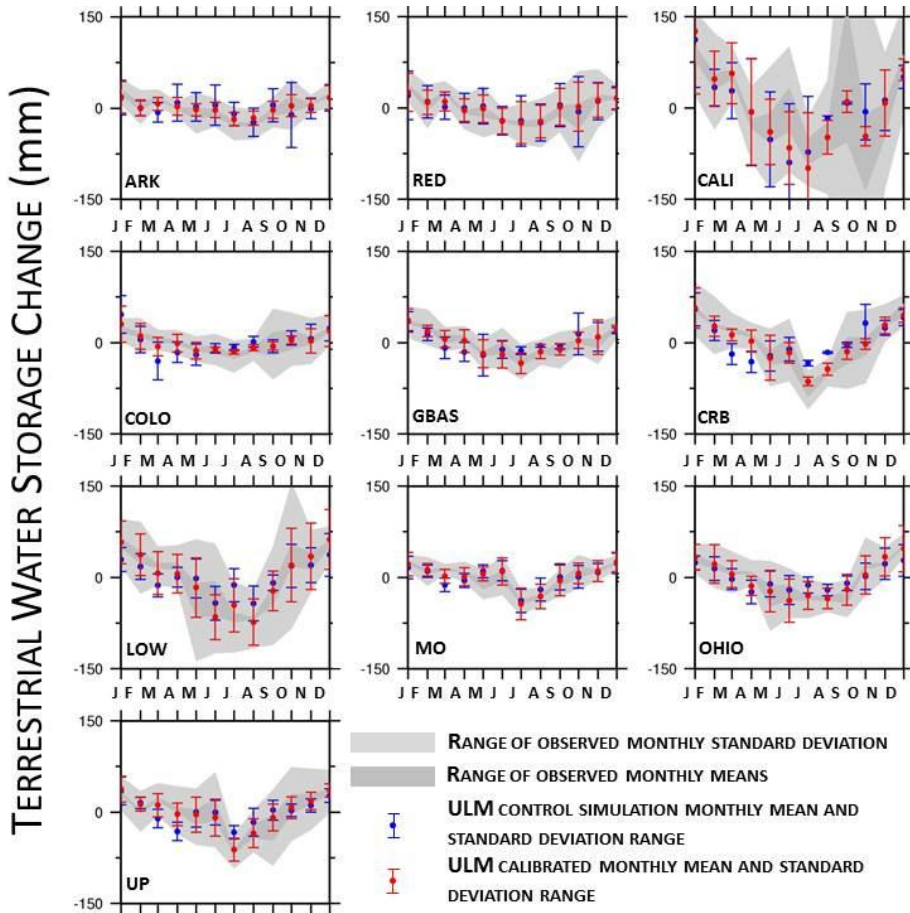 TERRESTRIAL WATER STORAGE CHANGE (mm)
150
0
-150
ARK
J F M A M J J A S O N D
150
0
-150
RED
J F M A M J J A S O N D
150
0
-150
CALI
J F M A M J J A S O N D
150
0
-150
COLO
J F M A M J J A S O N D
150
0
-150
GBAS
J F M A M J J A S O N D
150
0
-150
CRB
J F M A M J J A S O N D
150
0
-150
LOW
J F M A M J J A S O N D
150
0
-150
MO
J F M A M J J A S O N D
150
0
-150
OHIO
J F M A M J J A S O N D
150
0
-150
UP
RANGE OF OBSERVED MONTHLY STANDARD DEVIATION
RANGE OF OBSERVED MONTHLY MEANS
ULM CONTROL SIMULATION MONTHLY MEAN AND
STANDARD DEVIATION RANGE
ULM CALIBRATED MONTHLY MEAN AND STANDARD
DEVIATION RANGE